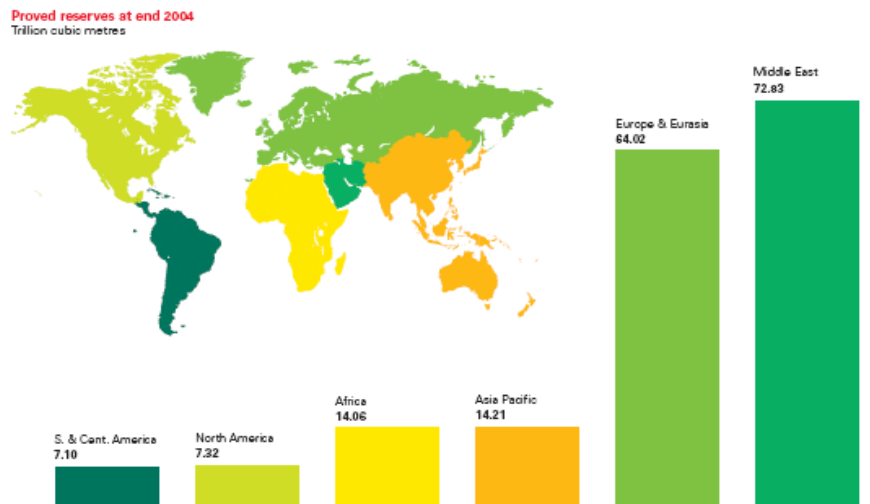 Proved reserves at end 2004
Trillion cubic metres
Middle East
72.83
Europe & Eurasia
64.02
Africa
14.06
Asia Pacific
14.21
S. & Cent. America
7.10
North America
7.32